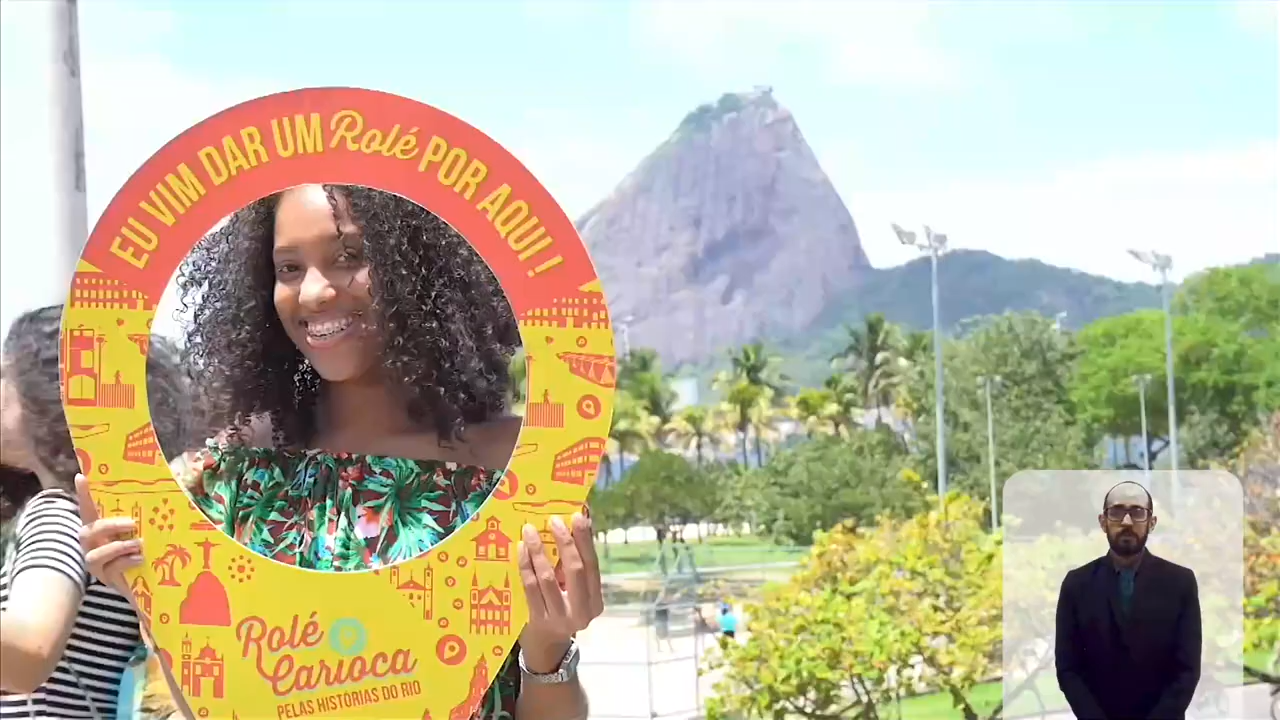 EU VIM DAR UM Rolé POR AQUI!
Rolé
Carioca
PELAS HISTÓRIAS DO RIO